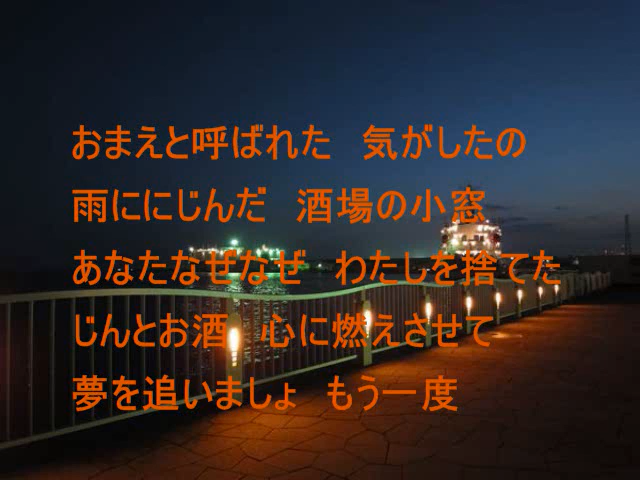 おまえと呼ばれた　気がしたの
雨ににじんだ　酒場の小窓
あなたなぜなぜ　わたしを捨てた
じんとお酒　心に燃えさせて
夢を追いましょ　もう一度